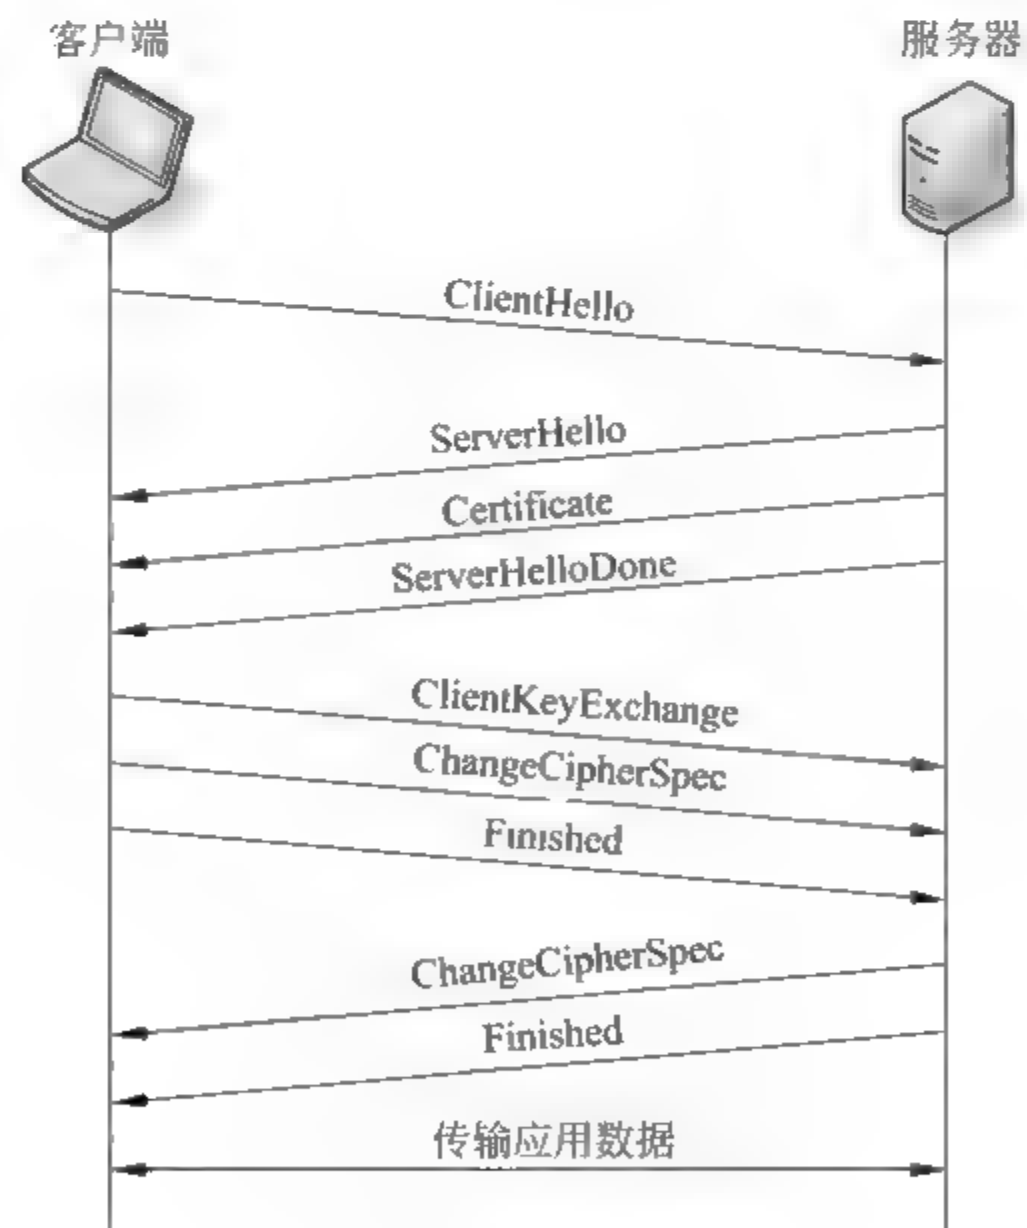 客户端
服务器
ClientHello
ServerHello
Certificate
ServerHelloDone
ClientKeyExchange
ChangeCipherSpec
Finished
ChangeCipherSpec
Finished
传输应用数据